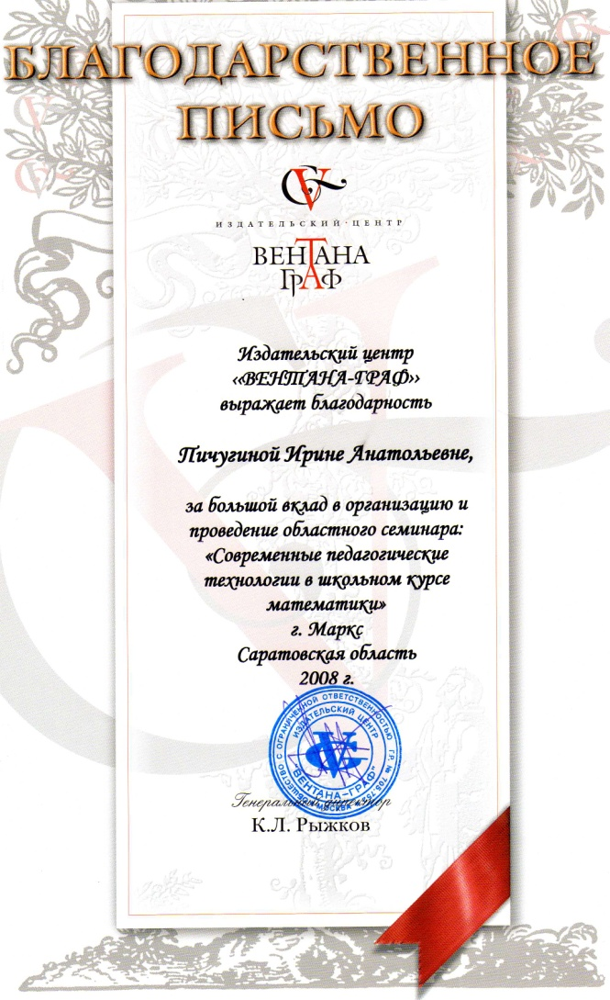 БЛАГОДАРСТВЕННОЕ
ПИСЬМО
ИЗДАТЕЛЬСКИЙ · ЦЕНТР
ВЕНТАНА
ГРАФ
Издательский центр
«ВЕНТАНА-ГРАФ»
выражает благодарность
Пичугиной Ирине Анатольевне,
за большой вклад в организацию и
проведение областного семинара:
«Современные педагогические
технологии в школьном курсе
математики»
г. Маркс
Саратовская область
2008 г.
ОБЩЕСТВО С ОГРАНИЧЕННОЙ ОТВЕТСТВЕННОСТЬЮ ГР. №
ИЗДАТЕЛЬСКИЙ ЦЕНТР
"ВЕНТАНА-ГРАФ"
МОСКВА
Генеральный директор
К.Л. Рыжков